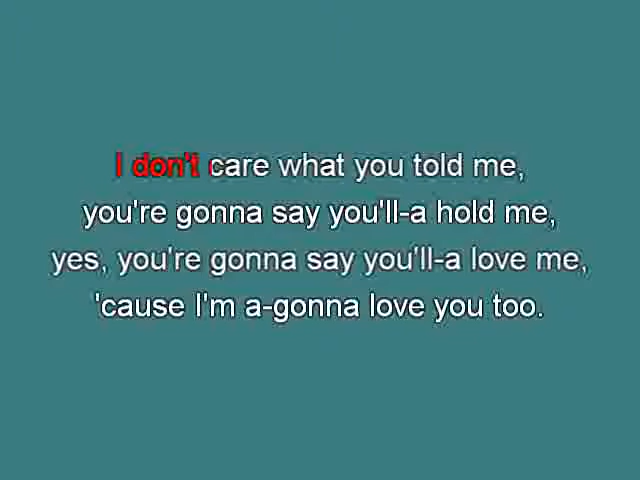 I don't care what you told me,
you're gonna say you'll-a hold me,
yes, you're gonna say you'll-a love me,
'cause I'm a-gonna love you too.